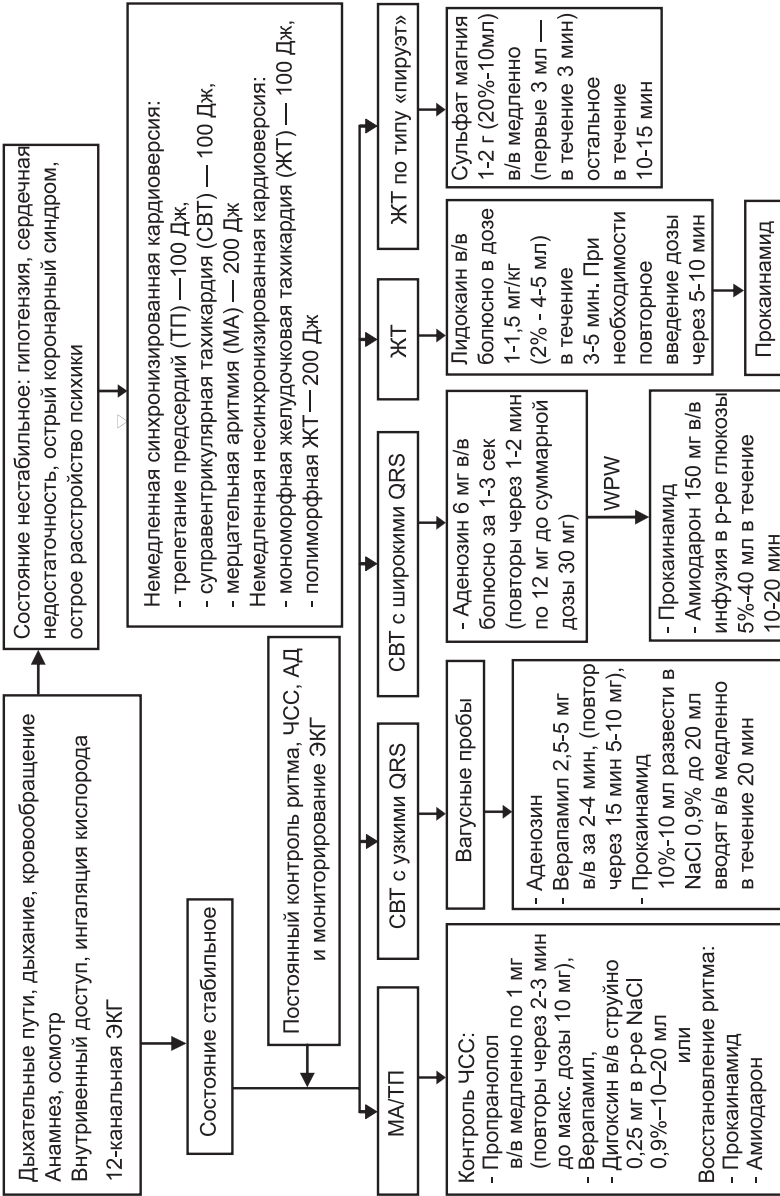 Дыхательные пути, дыхание, кровообращение
Анамнез, осмотр
Внутривенный доступ, ингаляция кислорода
12-канальная ЭКГ
Состояние нестабильное: гипотензия, сердечная
недостаточность, острый коронарный синдром,
острое расстройство психики
Немедленная синхронизированная кардиоверсия:
- трепетание предсердий (ТП) —100 Дж,
- суправентрикулярная тахикардия (СВТ) — 100 Дж,
- мерцательная аритмия (МА) — 200 Дж
Немедленная несинхронизированная кардиоверсия:
- мономорфная желудочковая тахикардия (ЖТ) — 100 Дж,
- полиморфная ЖТ — 200 Дж
Состояние стабильное
Постоянный контроль ритма, ЧСС, АД
и мониторирование ЭКГ
МА/ТП
Контроль ЧСС:
- Пропранолол
в/в медленно по 1 мг
(повторы через 2-3 мин
до макс. дозы 10 мг),
- Верапамил,
- Дигоксин в/в струйно
0,25 мг в р-ре NaCl
0,9%–10–20 мл
или
Восстановление ритма:
- Прокаинамид
- Амиодарон
СВТ с узкими QRS
Вагусные пробы
- Аденозин
- Верапамил 2,5-5 мг
в/в за 2-4 мин, (повтор
через 15 мин 5-10 мг),
- Прокаинамид
10%-10 мл развести в
NaCl 0,9% до 20 мл
вводят в/в медленно
в течение 20 мин
СВТ с широкими QRS
- Аденозин 6 мг в/в
болюсно за 1-3 сек
(повторы через 1-2 мин
по 12 мг до суммарной
дозы 30 мг)
WPW
- Прокаинамид
- Амиодарон 150 мг в/в
инфузия в р-ре глюкозы
5%-40 мл в течение
10-20 мин
ЖТ
Лидокаин в/в
болюсно в дозе
1-1,5 мг/кг
(2% - 4-5 мл)
в течение
3-5 мин. При
необходимости
повторное
введение дозы
через 5-10 мин
Прокаинамид
ЖТ по типу «пируэт»
Сульфат магния
1-2 г (20%-10мл)
в/в медленно
(первые 3 мл —
в течение 3 мин)
остальное
в течение
10-15 мин